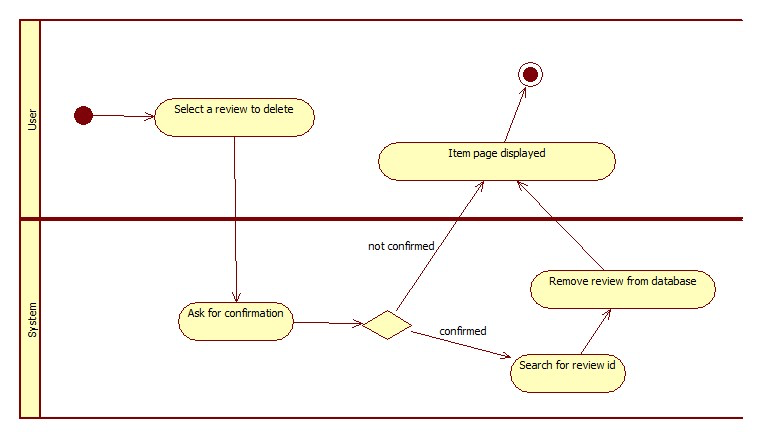 User
Select a review to delete
Item page displayed
System
not confirmed
Remove review from database
Ask for confirmation
confirmed
Search for review id